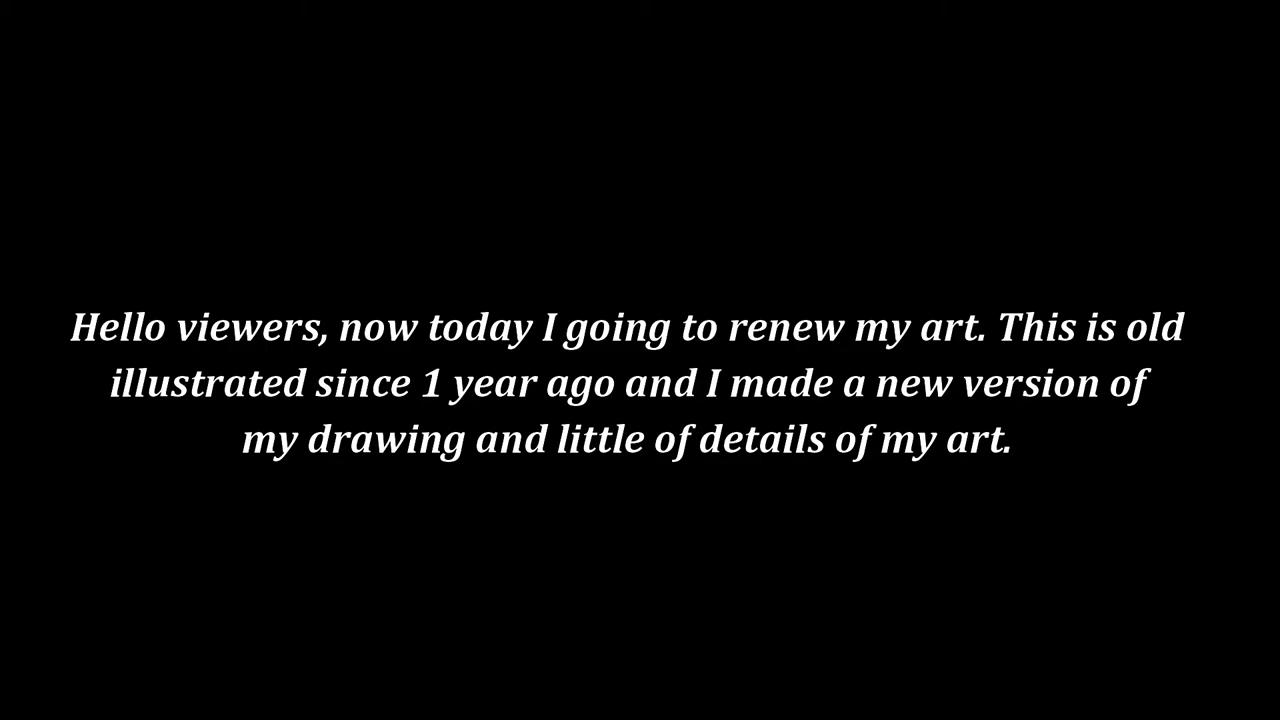 Hello viewers, now today I going to renew my art. This is old
illustrated since 1 year ago and I made a new version of
my drawing and little of details of my art.